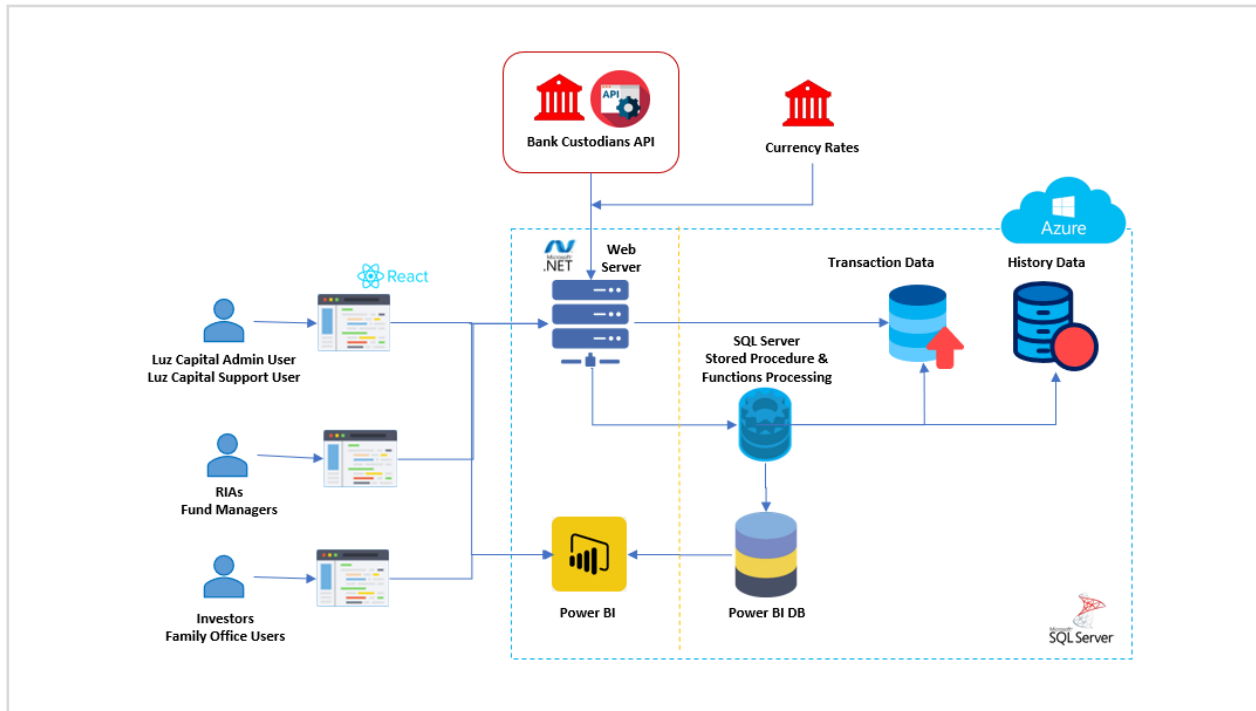 API
Bank Custodians API
Currency Rates
Azure
Microsoft
.NET
Web
Server
Transaction Data
History Data
React
Luz Capital Admin User
Luz Capital Support User
SQL Server
Stored Procedure &
Functions Processing
RIAs
Fund Managers
Investors
Family Office Users
Power BI
Power BI DB
Microsoft
SQL Server